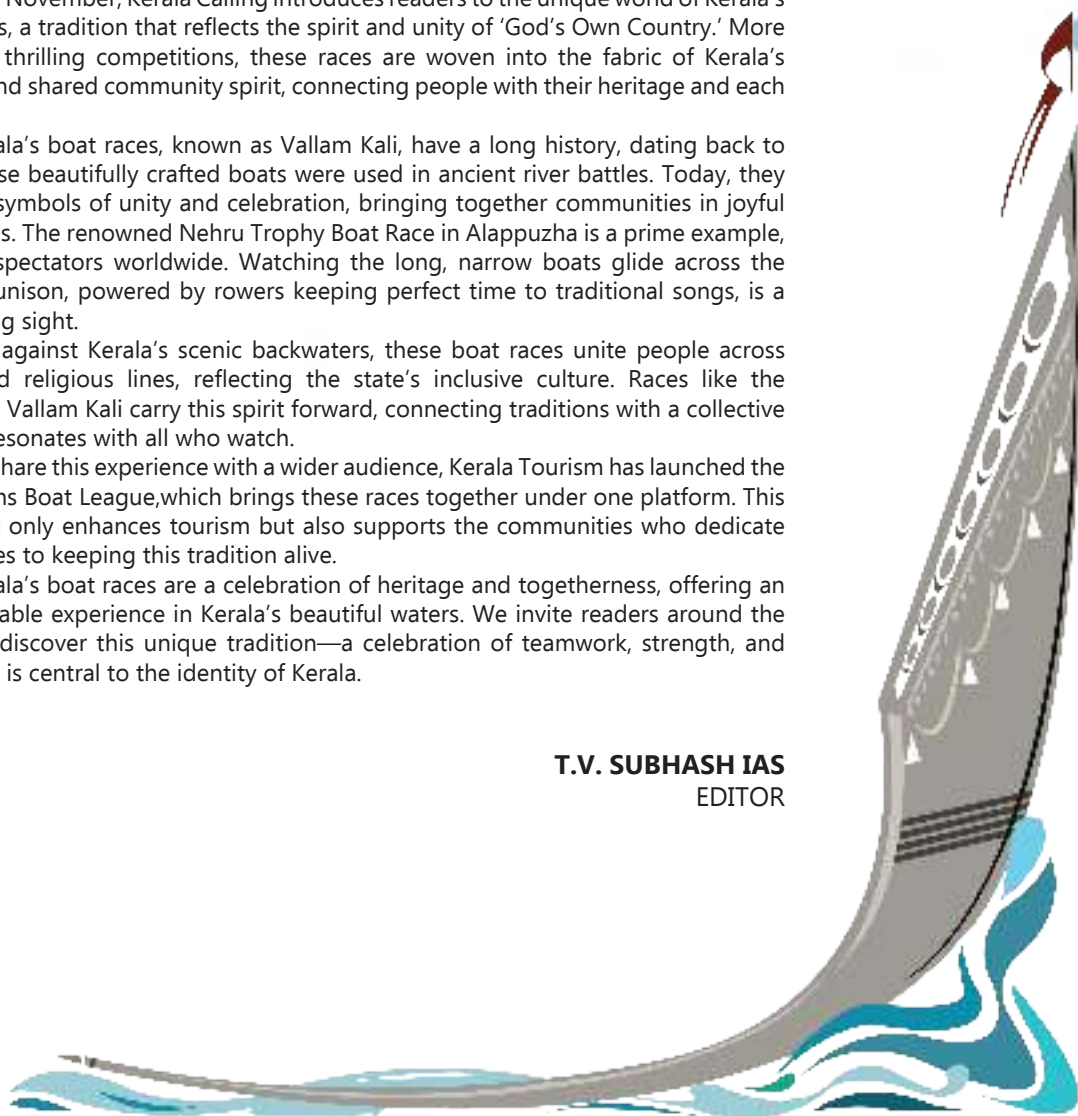 November, Kerala Calling introduces readers to the unique world of Kerala's
s, a tradition that reflects the spirit and unity of 'God's Own Country.' More
thrilling competitions, these races are woven into the fabric of Kerala's
nd shared community spirit, connecting people with their heritage and each
ala's boat races, known as Vallam Kali, have a long history, dating back to
se beautifully crafted boats were used in ancient river battles. Today, they
symbols of unity and celebration, bringing together communities in joyful
s. The renowned Nehru Trophy Boat Race in Alappuzha is a prime example,
spectators worldwide. Watching the long, narrow boats glide across the
unison, powered by rowers keeping perfect time to traditional songs, is a
g sight.
against Kerala's scenic backwaters, these boat races unite people across
d religious lines, reflecting the state's inclusive culture. Races like the
Vallam Kali carry this spirit forward, connecting traditions with a collective
esonates with all who watch.
hare this experience with a wider audience, Kerala Tourism has launched the
ns Boat League,which brings these races together under one platform. This
t only enhances tourism but also supports the communities who dedicate
es to keeping this tradition alive.
ala's boat races are a celebration of heritage and togetherness, offering an
able experience in Kerala's beautiful waters. We invite readers around the
discover this unique tradition—a celebration of teamwork, strength, and
is central to the identity of Kerala.
T.V. SUBHASH IAS
EDITOR